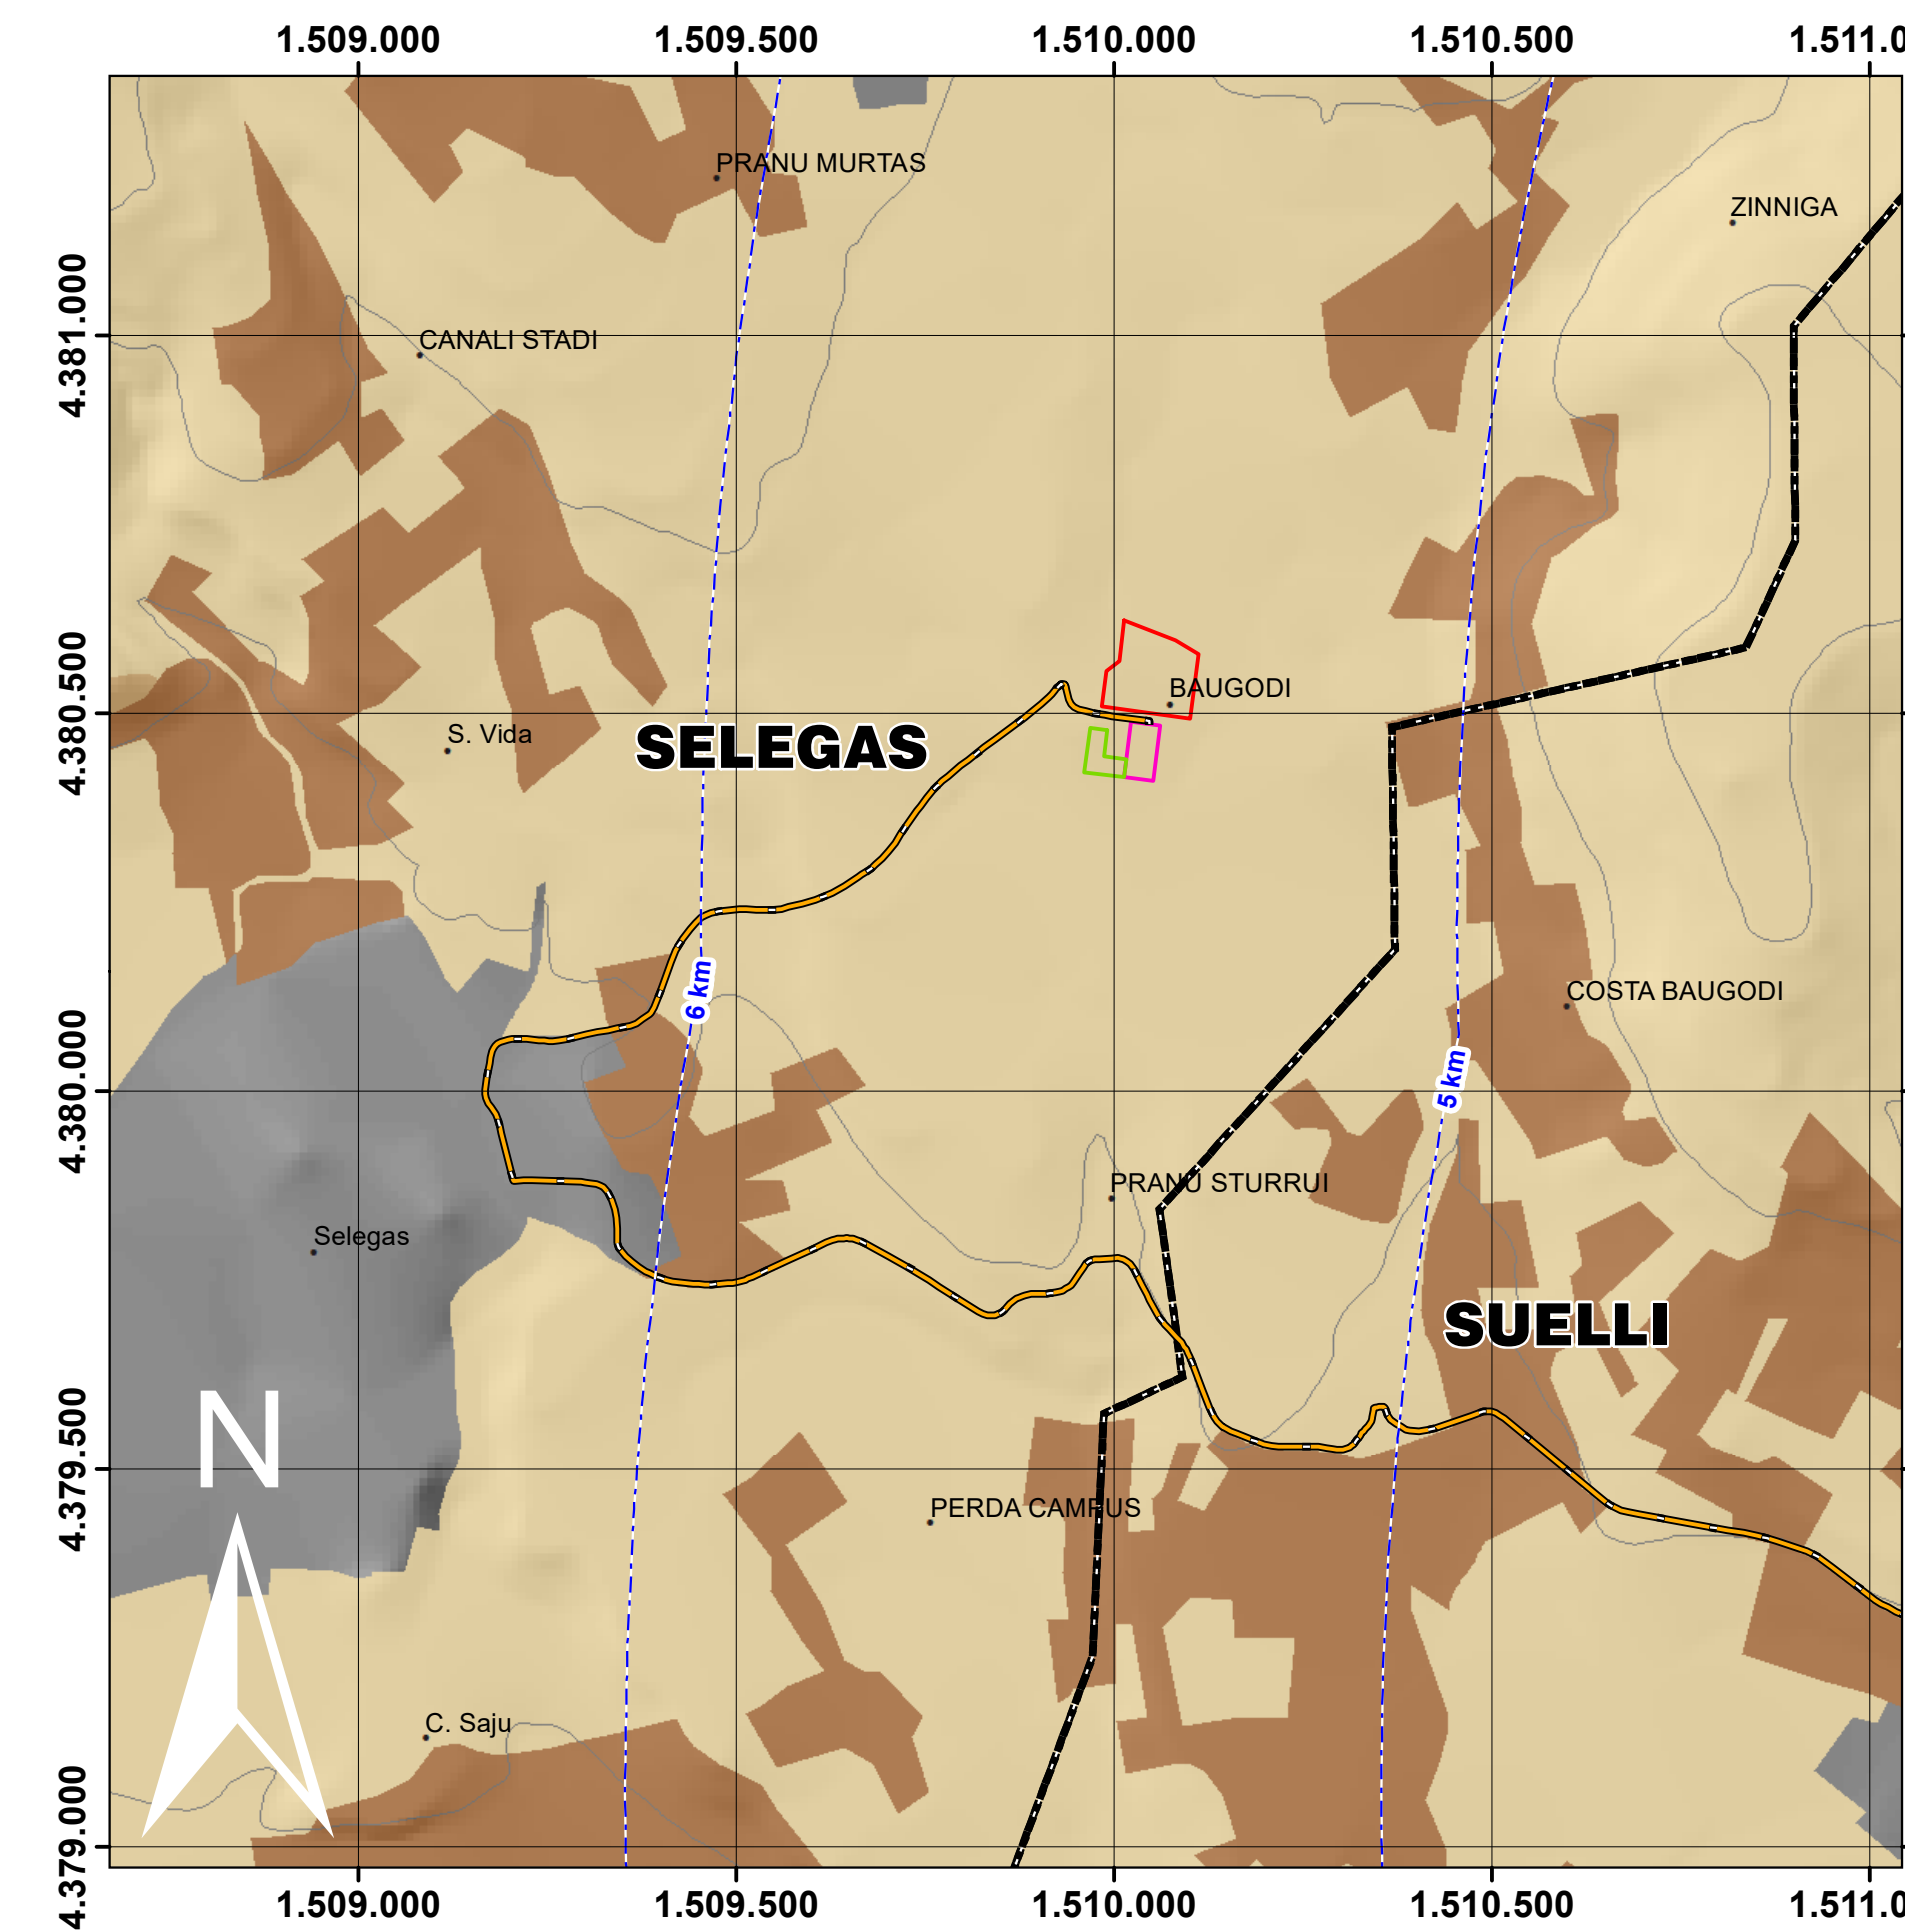 1.509.000 1.509.500 1.510.000 1.510.500 1.511.0
PRANU MURTAS
ZINNIGA
4.381.000
CANALI STADI
4.380.500
BAUGODI
S. Vida
SELEGAS
6 km
COSTA BAUGODI
4.380.000
5 km
PRANU STURRUI
Selegas
SUELLI
N
4.379.500
PERDA CAMPUS
C. Saju
4.379.000
1.509.000 1.509.500 1.510.000 1.510.500 1.511.0